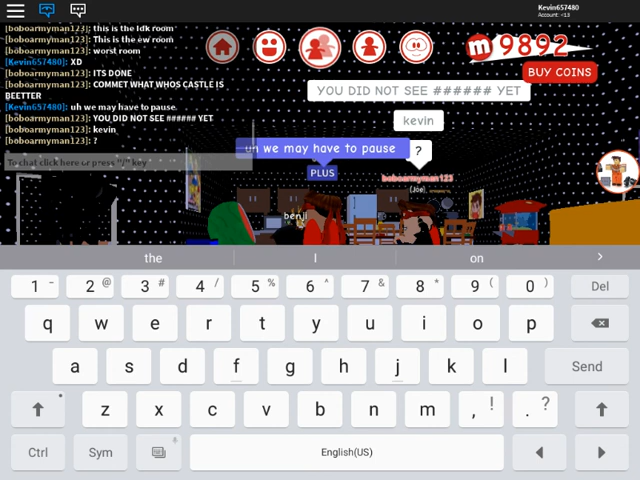 Kevin657480
Account: <13
[boboarmyman123]: this is the Idk room
[boboarmyman123]: This the ew room
[boboarmyman123]: worst room
[Kevin657480]: XD
[boboarmyman123]: ITS DONE
[boboarmyman123]: COMMET WHAT WHOS CASTLE IS
BEETTER
[Kevin657480]: uh we may have to pause
[boboarmyman123]: YOU DID NOT SEE ###### YET
[boboarmyman123]: kevin
[boboarmyman123]: ?
To chat click here or press "/" key
m 9892
BUY COINS
YOU DID NOT SEE ###### YET
kevin
uh we may have to pause
?
PLUS
boboarmyman123
(Joe)
benji
the I on >
1 - 2 @ 3 # 4 / 5 % 6 ^ 7 & 8 * 9 ( 0 ) Del
q w e r t y u i o p
a s d f g h j k l Send
z x c v b n m , ! . ?
Ctrl Sym English(US)